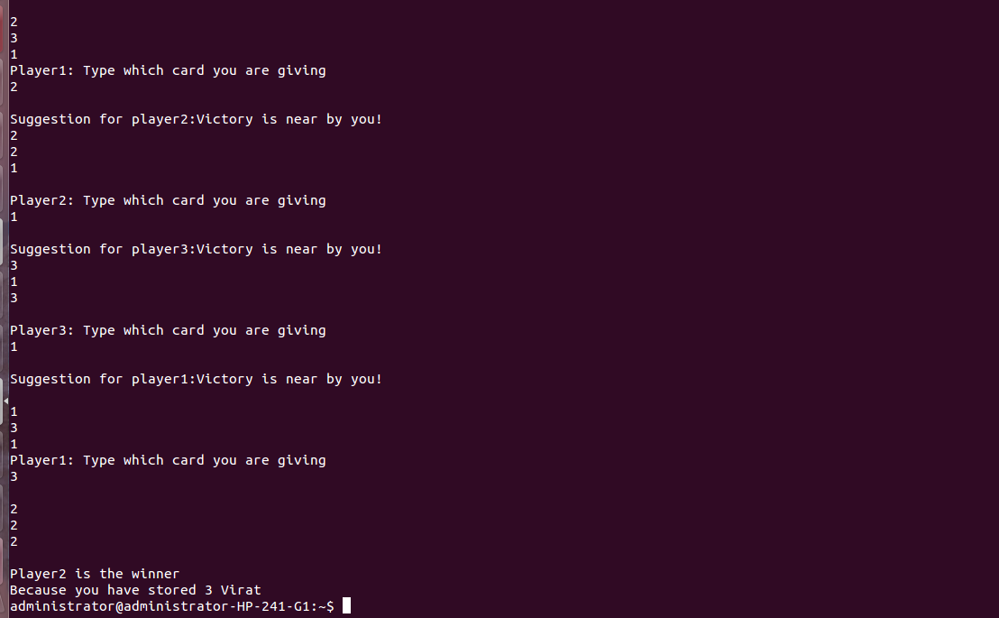 2
3
1
Player1: Type which card you are giving
2
Suggestion for player2:Victory is near by you!
2
2
1
Player2: Type which card you are giving
1
Suggestion for player3:Victory is near by you!
3
1
3
Player3: Type which card you are giving
1
Suggestion for player1:Victory is near by you!
1
3
1
Player1: Type which card you are giving
3
2
2
2
Player2 is the winner
Because you have stored 3 Virat
administrator@administrator-HP-241-G1:~$